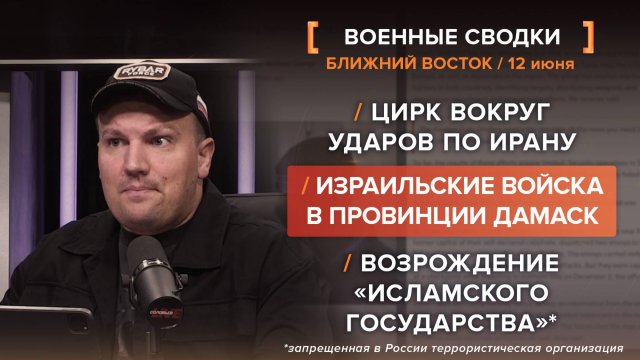 RYBAR
FORCE
[ ВОЕННЫЕ СВОДКИ ]
БЛИЖНИЙ ВОСТОК / 12 июня
/ ЦИРК ВОКРУГ
УДАРОВ ПО ИРАНУ
/ ИЗРАИЛЬСКИЕ ВОЙСКА
В ПРОВИНЦИИ ДАМАСК
/ ВОЗРОЖДЕНИЕ
«ИСЛАМСКОГО
ГОСУДАРСТВА»*
*запрещенная в России террористическая организация